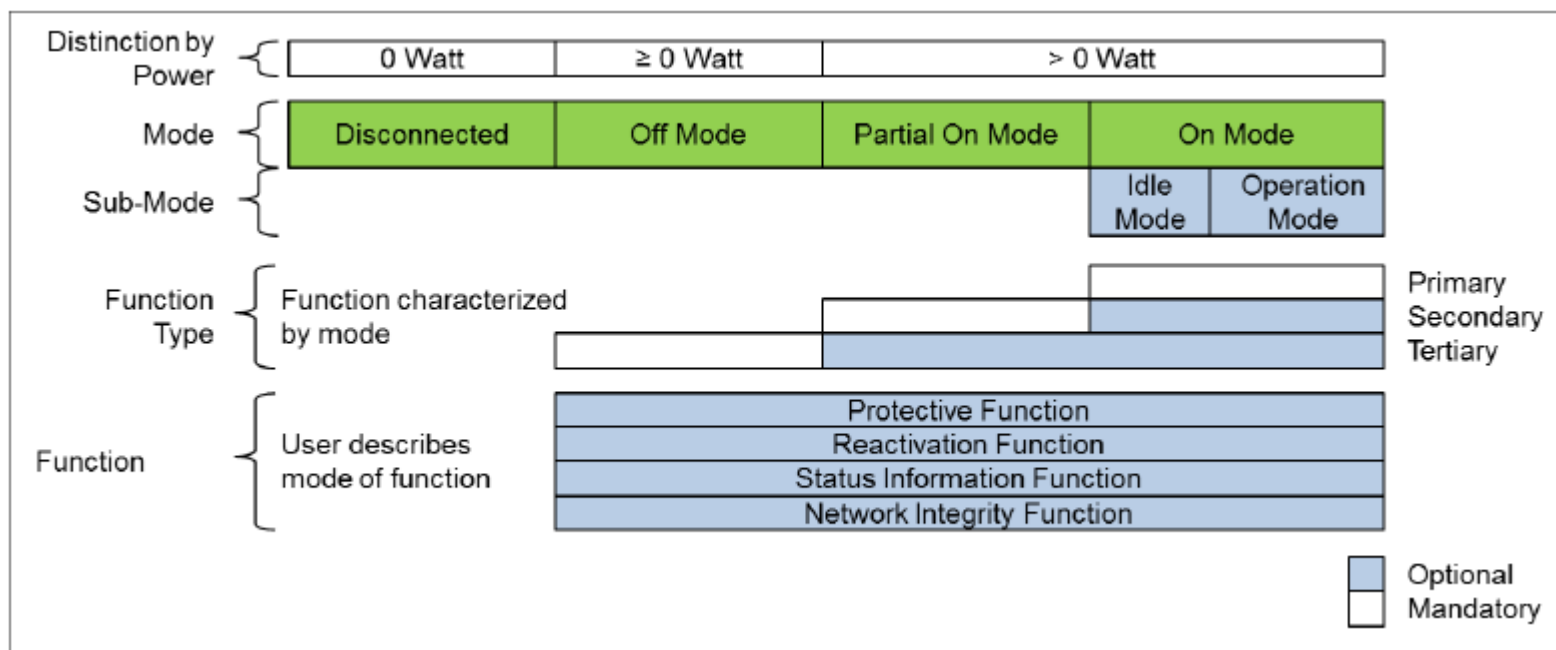 Distinction by
Power
0 Watt
≥ 0 Watt
> 0 Watt
Mode
Disconnected
Off Mode
Partial On Mode
On Mode
Sub-Mode
Idle
Mode
Operation
Mode
Function
Type
Function characterized
by mode
Primary
Secondary
Tertiary
Function
User describes
mode of function
Protective Function
Reactivation Function
Status Information Function
Network Integrity Function
Optional
Mandatory